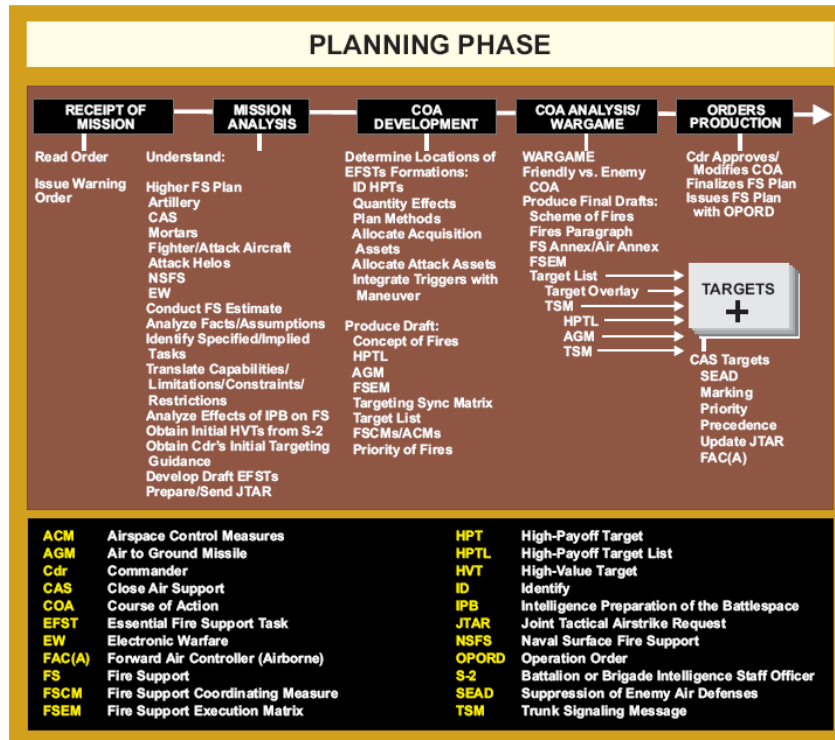 PLANNING PHASE
RECEIPT OF
MISSION
Read Order
Issue Warning
Order
MISSION
ANALYSIS
Understand:
Higher FS Plan
Artillery
CAS
Mortars
Fighter/Attack Aircraft
Attack Helos
NSFS
EW
Conduct FS Estimate
Analyze Facts/Assumptions
Identify Specified/Implied
Tasks
Translate Capabilities/
Limitations/Constraints/
Restrictions
Analyze Effects of IPB on FS
Obtain Initial HVTs from S-2
Obtain Cdr's Initial Targeting
Guidance
Develop Draft EFSTs
Prepare/Send JTAR
COA
DEVELOPMENT
Determine Locations of
EFSTs Formations:
ID HPTs
Quantity Effects
Plan Methods
Allocate Acquisition
Assets
Allocate Attack Assets
Integrate Triggers with
Maneuver
Produce Draft:
Concept of Fires
HPTL
AGM
FSEM
Targeting Sync Matrix
Target List
FSCMs/ACMs
Priority of Fires
COA ANALYSIS/
WARGAME
WARGAME
Friendly vs. Enemy
COA
Produce Final Drafts:
Scheme of Fires
Fires Paragraph
FS Annex/Air Annex
FSEM
Target List
Target Overlay
TSM
HPTL
AGM
TSM
ORDERS
PRODUCTION
Cdr Approves/
Modifies COA
Finalizes FS Plan
Issues FS Plan
with OPORD
TARGETS
+
CAS Targets
SEAD
Marking
Priority
Precedence
Update JTAR
FAC(A)
ACM Airspace Control Measures
AGM Air to Ground Missile
Cdr Commander
CAS Close Air Support
COA Course of Action
EFST Essential Fire Support Task
EW Electronic Warfare
FAC(A) Forward Air Controller (Airborne)
FS Fire Support
FSCM Fire Support Coordinating Measure
FSEM Fire Support Execution Matrix
HPT High-Payoff Target
HPTL High-Payoff Target List
HVT High-Value Target
ID Identify
IPB Intelligence Preparation of the Battlespace
JTAR Joint Tactical Airstrike Request
NSFS Naval Surface Fire Support
OPORD Operation Order
S-2 Battalion or Brigade Intelligence Staff Officer
SEAD Suppression of Enemy Air Defenses
TSM Trunk Signaling Message